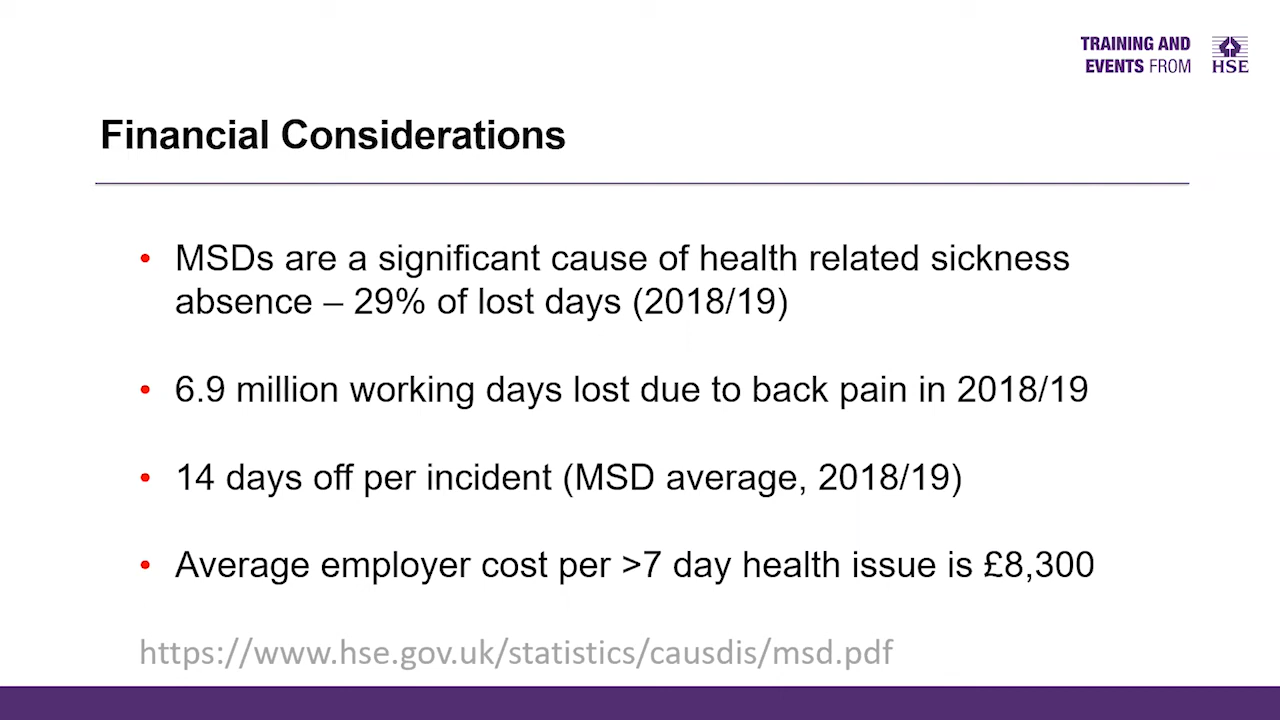 TRAINING AND
EVENTS FROM
HSE
Financial Considerations
• MSDs are a significant cause of health related sickness
absence – 29% of lost days (2018/19)
• 6.9 million working days lost due to back pain in 2018/19
• 14 days off per incident (MSD average, 2018/19)
• Average employer cost per >7 day health issue is £8,300
https://www.hse.gov.uk/statistics/causdis/msd.pdf